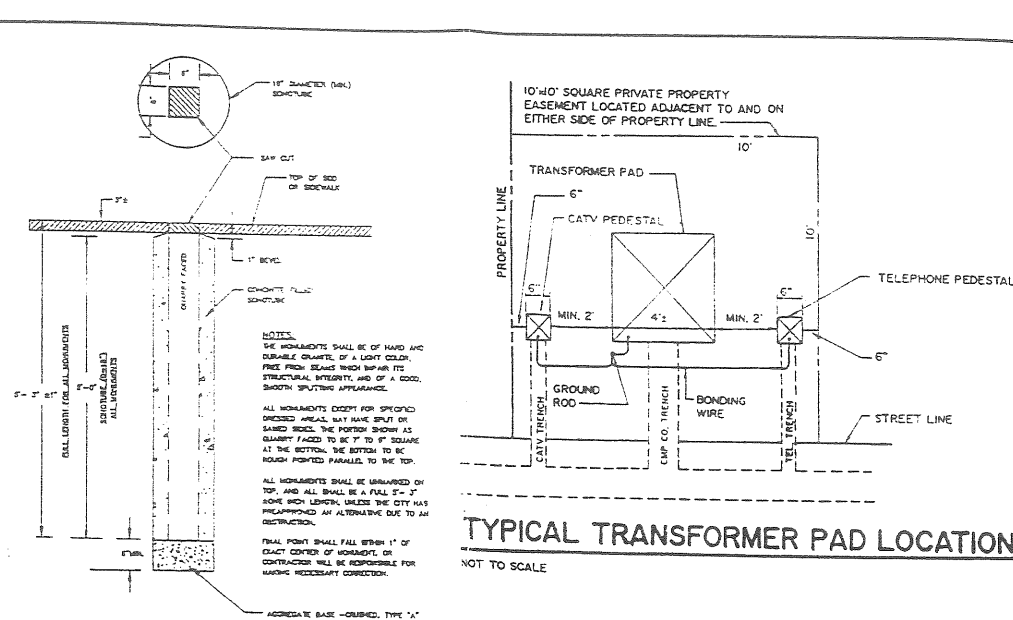 6"
6"
18" DIAMETER (MIN.)
SONOTUBE
SAW CUT
TOP OF SOD
OR SIDEWALK
3"±
1" BEVEL
QUARRY FACED
CONCRETE FILLED
SONOTUBE
FULL LENGTH FOR ALL MONUMENTS
SONOTUBE
ALL MONUMENTS
NOTES:
THE MONUMENTS SHALL BE OF HARD AND
DURABLE GRANITE, OF A LIGHT COLOR,
FREE FROM SEAMS WHICH IMPAIR ITS
STRUCTURAL INTEGRITY, AND OF A GOOD,
SMOOTH SPLITTING APPEARANCE.
ALL MONUMENTS EXCEPT FOR SPECIFIED
DRESSED AREAS, MAY HAVE SPLIT OR
SAWED SIDES. THE PORTION SHOWN AS
QUARRY FACED TO BE 7" TO 9" SQUARE
AT THE BOTTOM, THE BOTTOM TO BE
ROUGH POINTED PARALLEL TO THE TOP.
ALL MONUMENTS SHALL BE UNMARKED ON
TOP, AND ALL SHALL BE A FULL 5'- 3"
LENGTH, UNLESS THE CITY HAS
PREAPPROVED AN ALTERNATIVE DUE TO AN
OBSTRUCTION.
FINAL POINT SHALL FALL WITHIN 1" OF
EXACT CENTER OF MONUMENT, OR
CONTRACTOR WILL BE RESPONSIBLE FOR
MAKING NECESSARY CORRECTION.
AGGREGATE BASE -CRUSHED, TYPE "A"
10'x10' SQUARE PRIVATE PROPERTY
EASEMENT LOCATED ADJACENT TO AND ON
EITHER SIDE OF PROPERTY LINE.
10'
TRANSFORMER PAD
6"
CATV PEDESTAL
PROPERTY LINE
10'
TELEPHONE PEDESTAL
6"
6"
MIN. 2'
4'±
MIN. 2'
6"
GROUND
ROD
BONDING
WIRE
CATV TRENCH
CMP CO. TRENCH
TEL. TRENCH
STREET LINE
TYPICAL TRANSFORMER PAD LOCATION
NOT TO SCALE